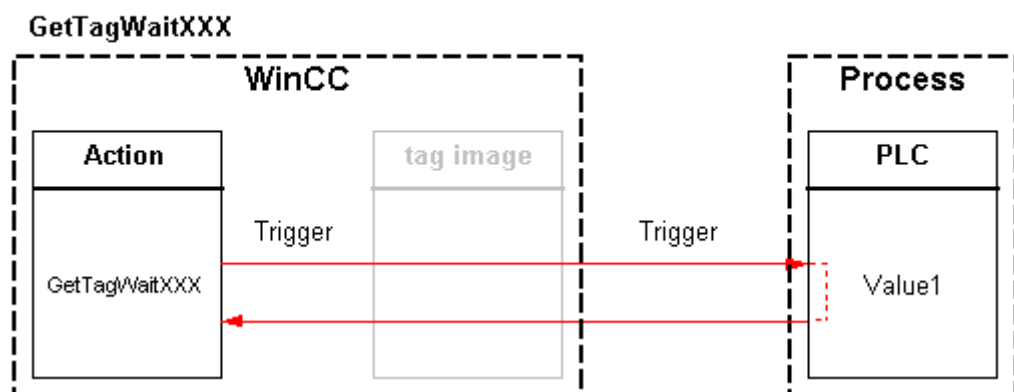 GetTagWaitXXX
WinCC
Process
Action
tag image
PLC
Trigger
Trigger
GetTagWaitXXX
Value1